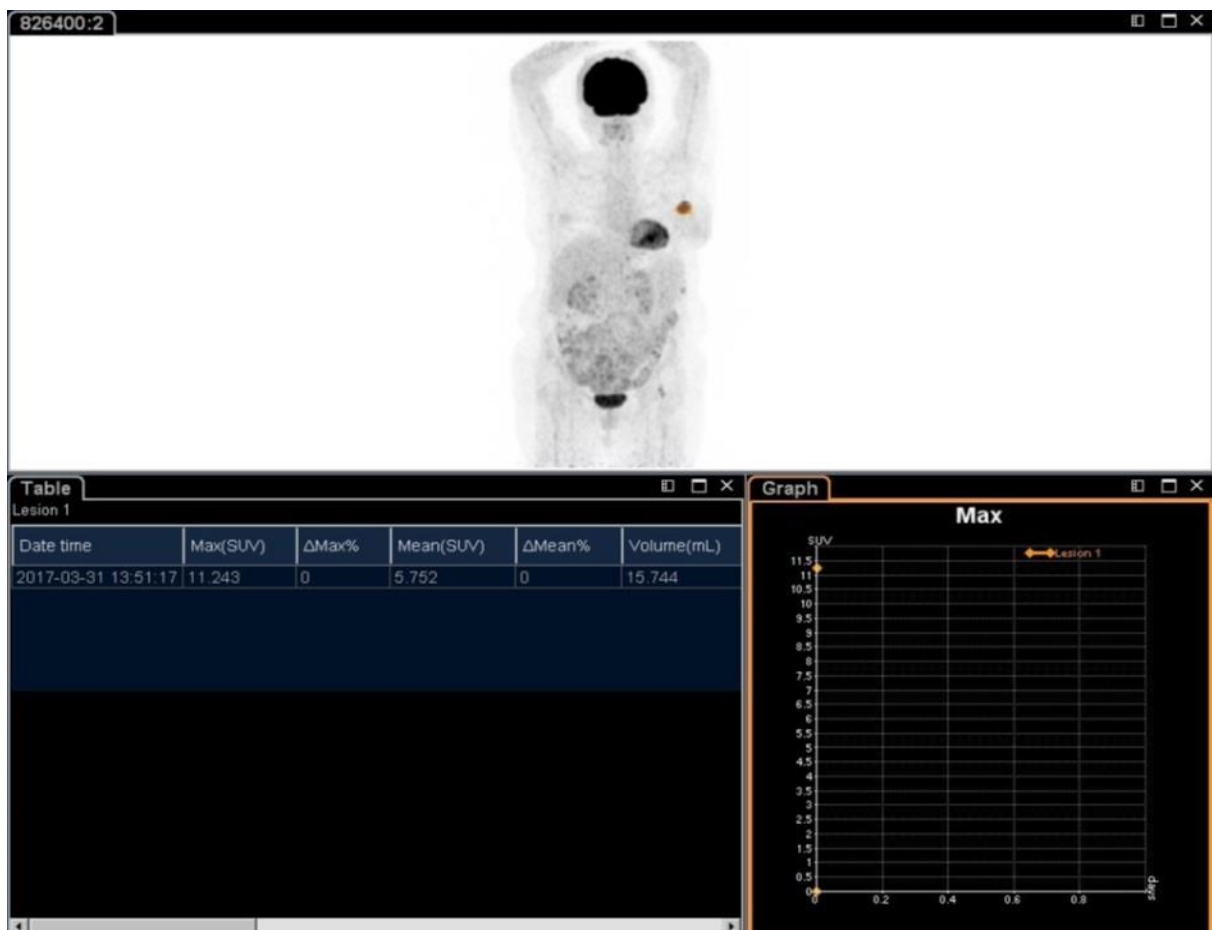 826400:2
Table
Lesion 1
Date time Max(SUV) ΔMax% Mean(SUV) ΔMean% Volume(mL)
2017-03-31 13:51:17 11.243 0 5.752 0 15.744
Graph
Max
SUV
Lesion 1
11.5
11
10.5
10
9.5
9
8.5
8
7.5
7
6.5
6
5.5
5
4.5
4
3.5
3
2.5
2
1.5
1
0.5
0
0 0.2 0.4 0.6 0.8
days